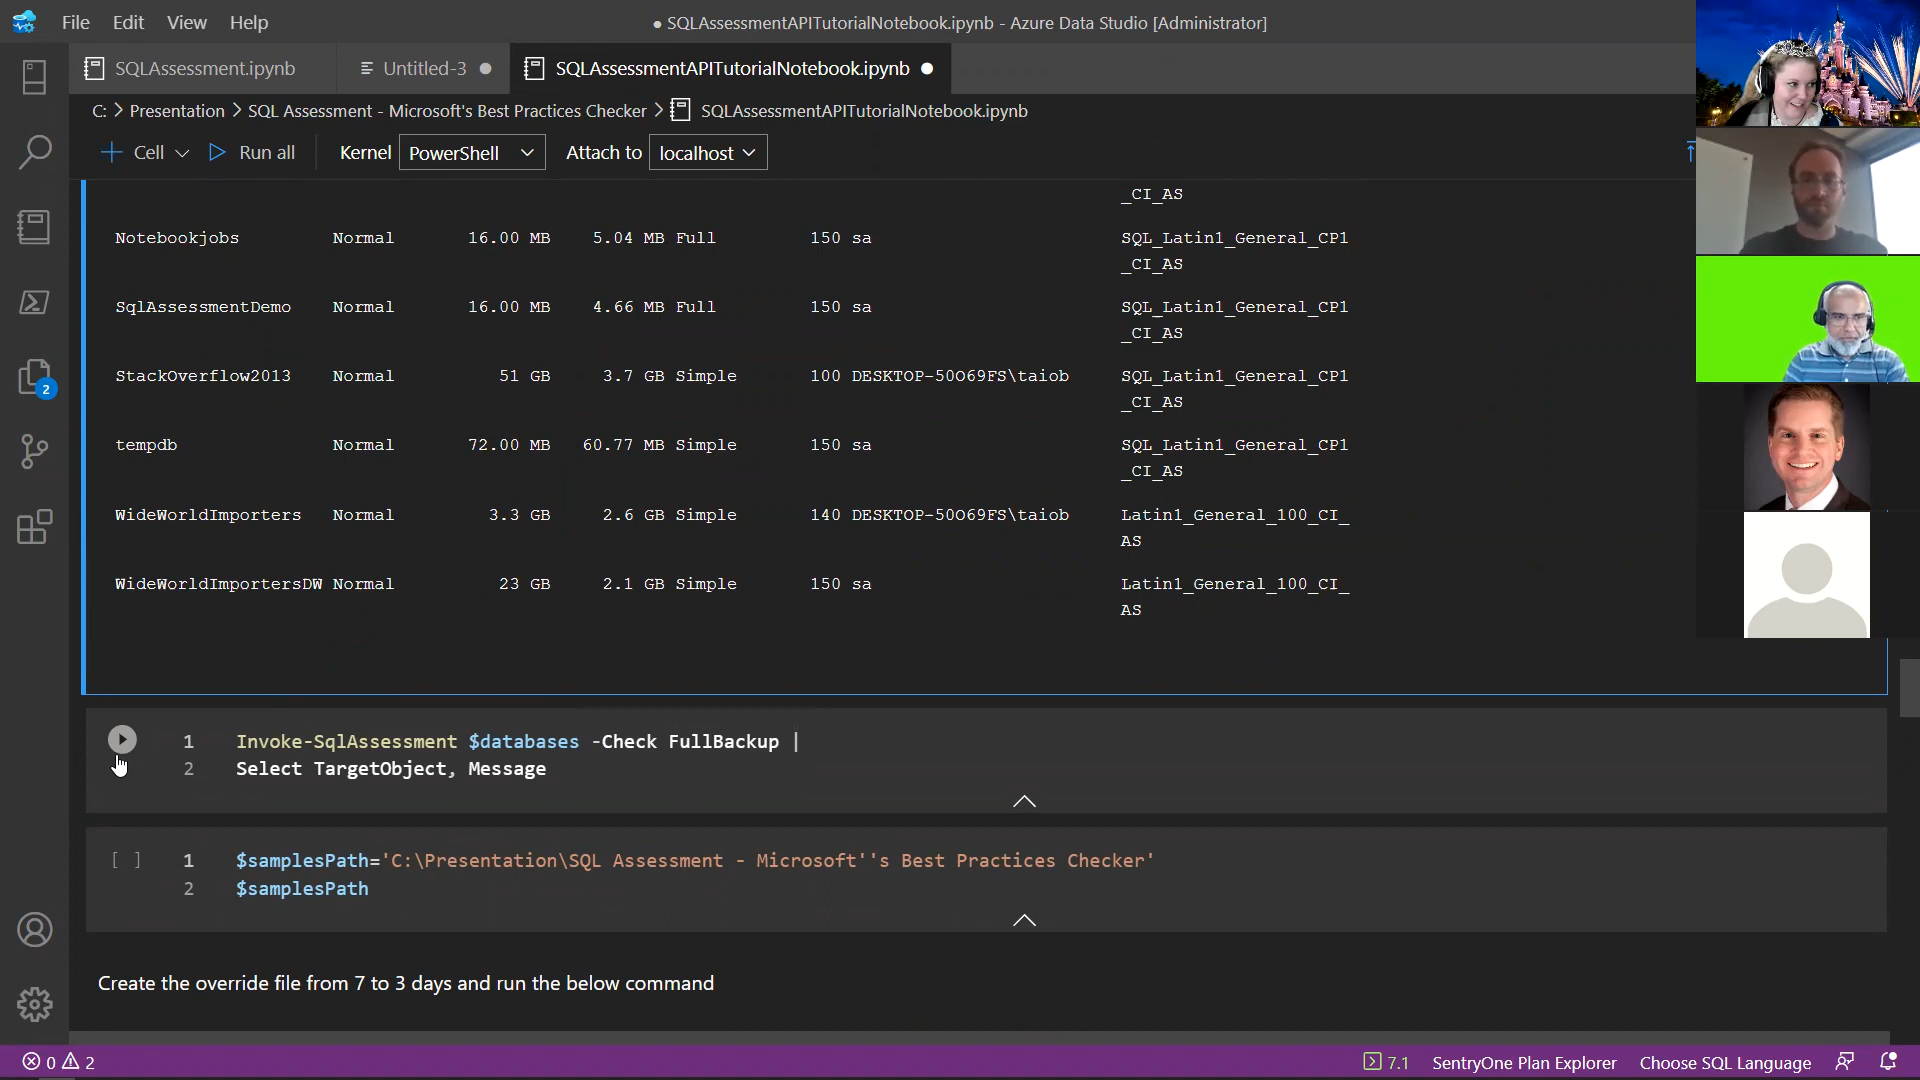 File Edit View Help
● SQLAssessmentAPITutorialNotebook.ipynb - Azure Data Studio [Administrator]
SQLAssessment.ipynb Untitled-3 ● SQLAssessmentAPITutorialNotebook.ipynb ●
C: > Presentation > SQL Assessment - Microsoft's Best Practices Checker > SQLAssessmentAPITutorialNotebook.ipynb
Cell Run all Kernel PowerShell Attach to localhost
_CI_AS
Notebookjobs Normal 16.00 MB 5.04 MB Full 150 sa SQL_Latin1_General_CP1
_CI_AS
SqlAssessmentDemo Normal 16.00 MB 4.66 MB Full 150 sa SQL_Latin1_General_CP1
_CI_AS
StackOverflow2013 Normal 51 GB 3.7 GB Simple 100 DESKTOP-50O69FS\taiob SQL_Latin1_General_CP1
_CI_AS
tempdb Normal 72.00 MB 60.77 MB Simple 150 sa SQL_Latin1_General_CP1
_CI_AS
WideWorldImporters Normal 3.3 GB 2.6 GB Simple 140 DESKTOP-50O69FS\taiob Latin1_General_100_CI_
AS
WideWorldImportersDW Normal 23 GB 2.1 GB Simple 150 sa Latin1_General_100_CI_
AS
1 Invoke-SqlAssessment $databases -Check FullBackup |
2 Select TargetObject, Message
[ ] 1 $samplesPath='C:\Presentation\SQL Assessment - Microsoft''s Best Practices Checker'
2 $samplesPath
Create the override file from 7 to 3 days and run the below command
2
0 2 7.1 SentryOne Plan Explorer Choose SQL Language